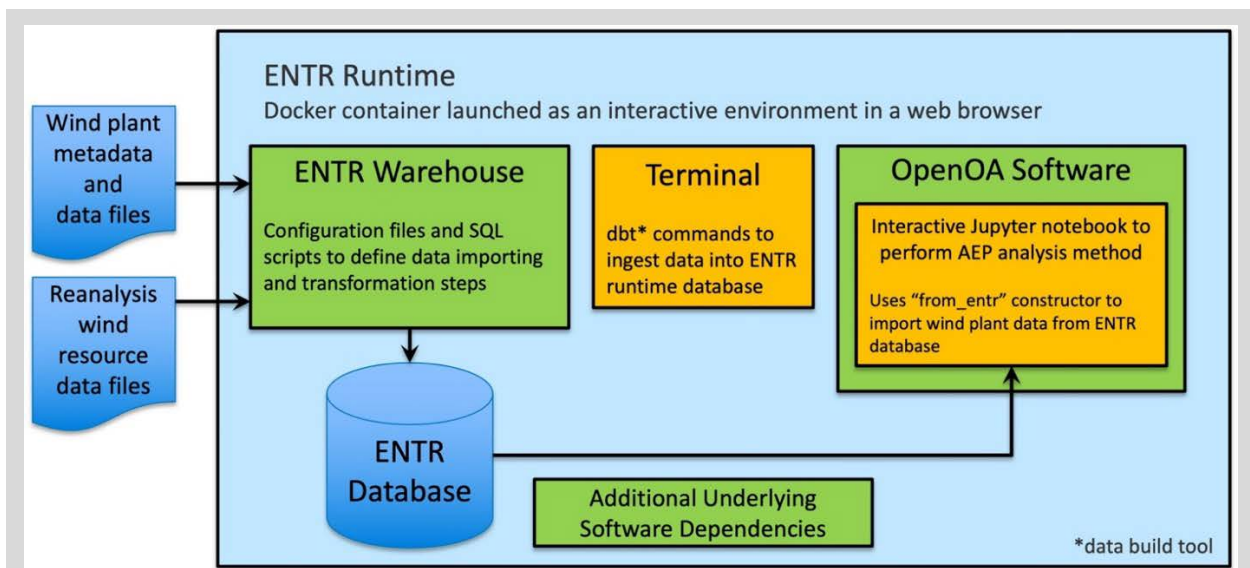 ENTR Runtime
Docker container launched as an interactive environment in a web browser
Wind plant
metadata
and
data files
Reanalysis
wind
resource
data files
ENTR Warehouse
Configuration files and SQL
scripts to define data importing
and transformation steps
Terminal
dbt* commands to
ingest data into ENTR
runtime database
OpenOA Software
Interactive Jupyter notebook to
perform AEP analysis method
Uses “from_entr” constructor to
import wind plant data from ENTR
database
ENTR
Database
Additional Underlying
Software Dependencies
*data build tool